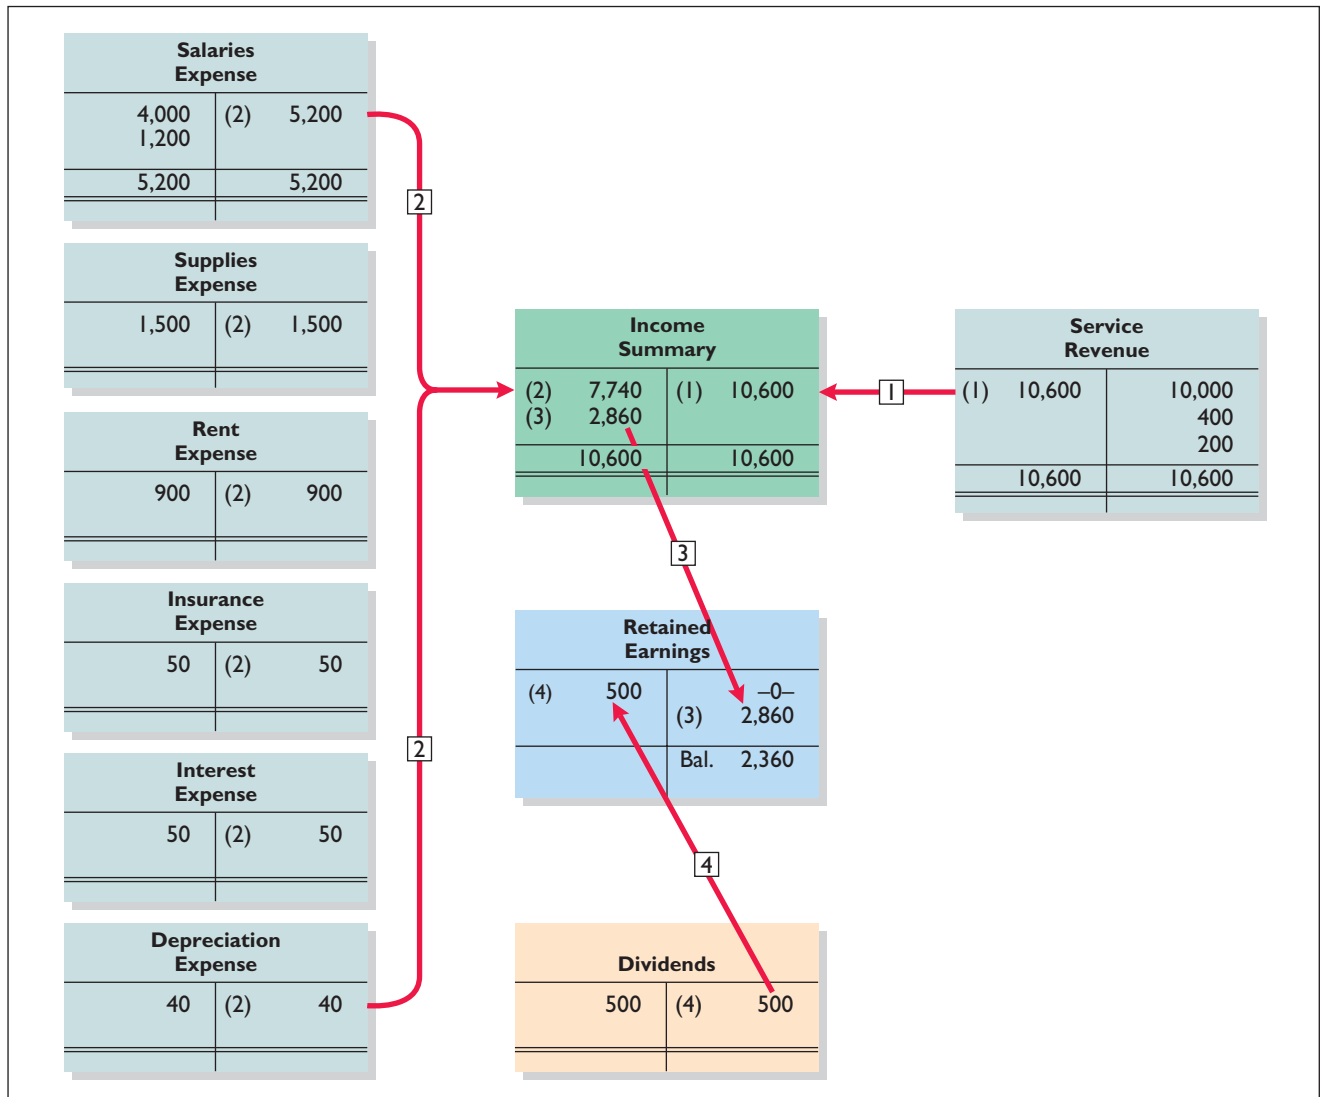 Salaries
Expense
4,000 (2) 5,200
1,200
5,200 5,200
2
Supplies
Expense
1,500 (2) 1,500
Rent
Expense
900 (2) 900
Insurance
Expense
50 (2) 50
2
Interest
Expense
50 (2) 50
Depreciation
Expense
40 (2) 40
Income
Summary
(2) 7,740 (1) 10,600
(3) 2,860
10,600 10,600
1
Service
Revenue
(1) 10,600 10,000
400
200
10,600 10,600
3
Retained
Earnings
(4) 500 –0–
(3) 2,860
Bal. 2,360
4
Dividends
500 (4) 500